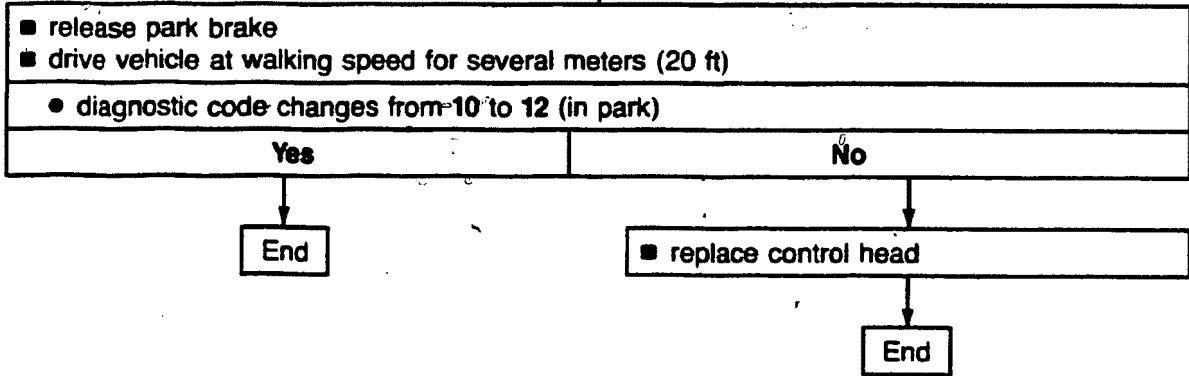 ■ release park brake
■ drive vehicle at walking speed for several meters (20 ft)
● diagnostic code changes from 10 to 12 (in park)
Yes
No
End
■ replace control head
End